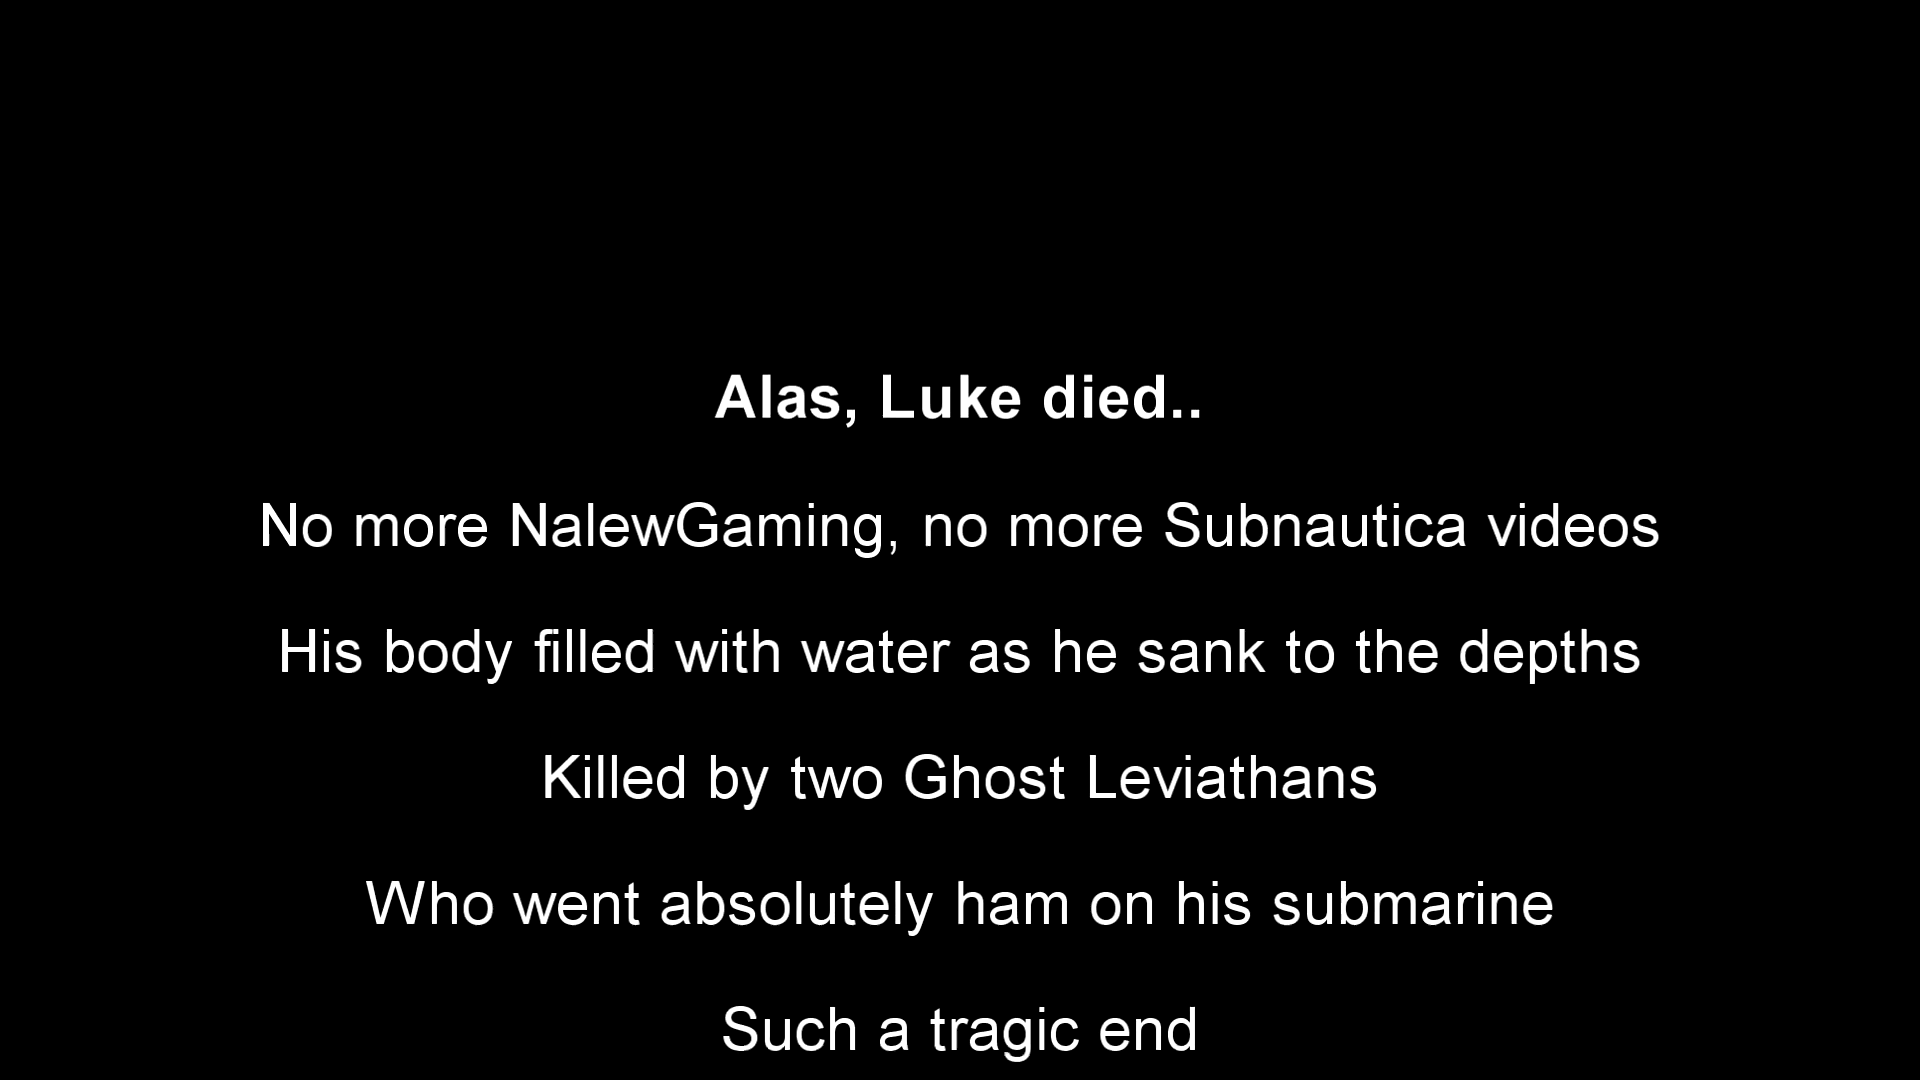 Alas, Luke died..
No more NalewGaming, no more Subnautica videos
His body filled with water as he sank to the depths
Killed by two Ghost Leviathans
Who went absolutely ham on his submarine
Such a tragic end